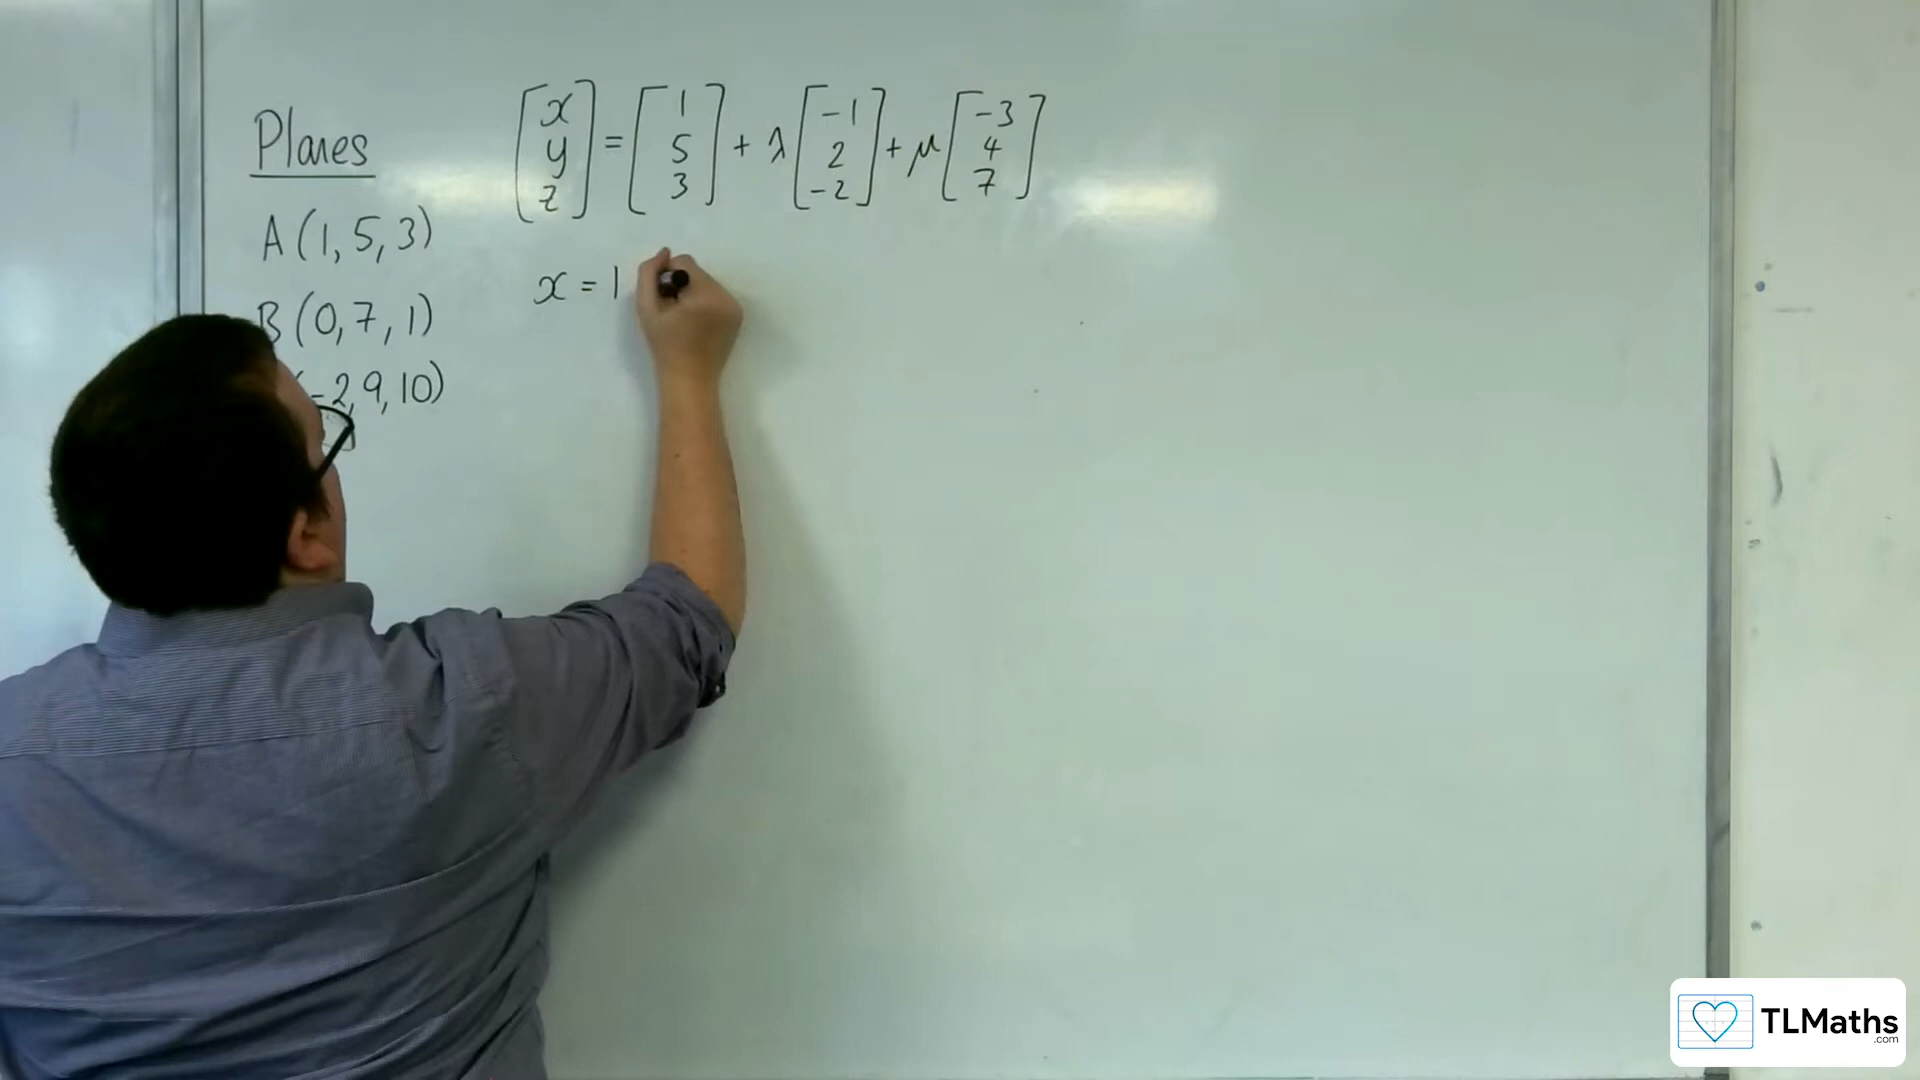 Planes
[x y z] = [1 5 3] + λ[-1 2 -2] + μ[-3 4 7]
A(1, 5, 3)
x = 1
B(0, 7, 1)
-2, 9, 10)
TLMaths
.com